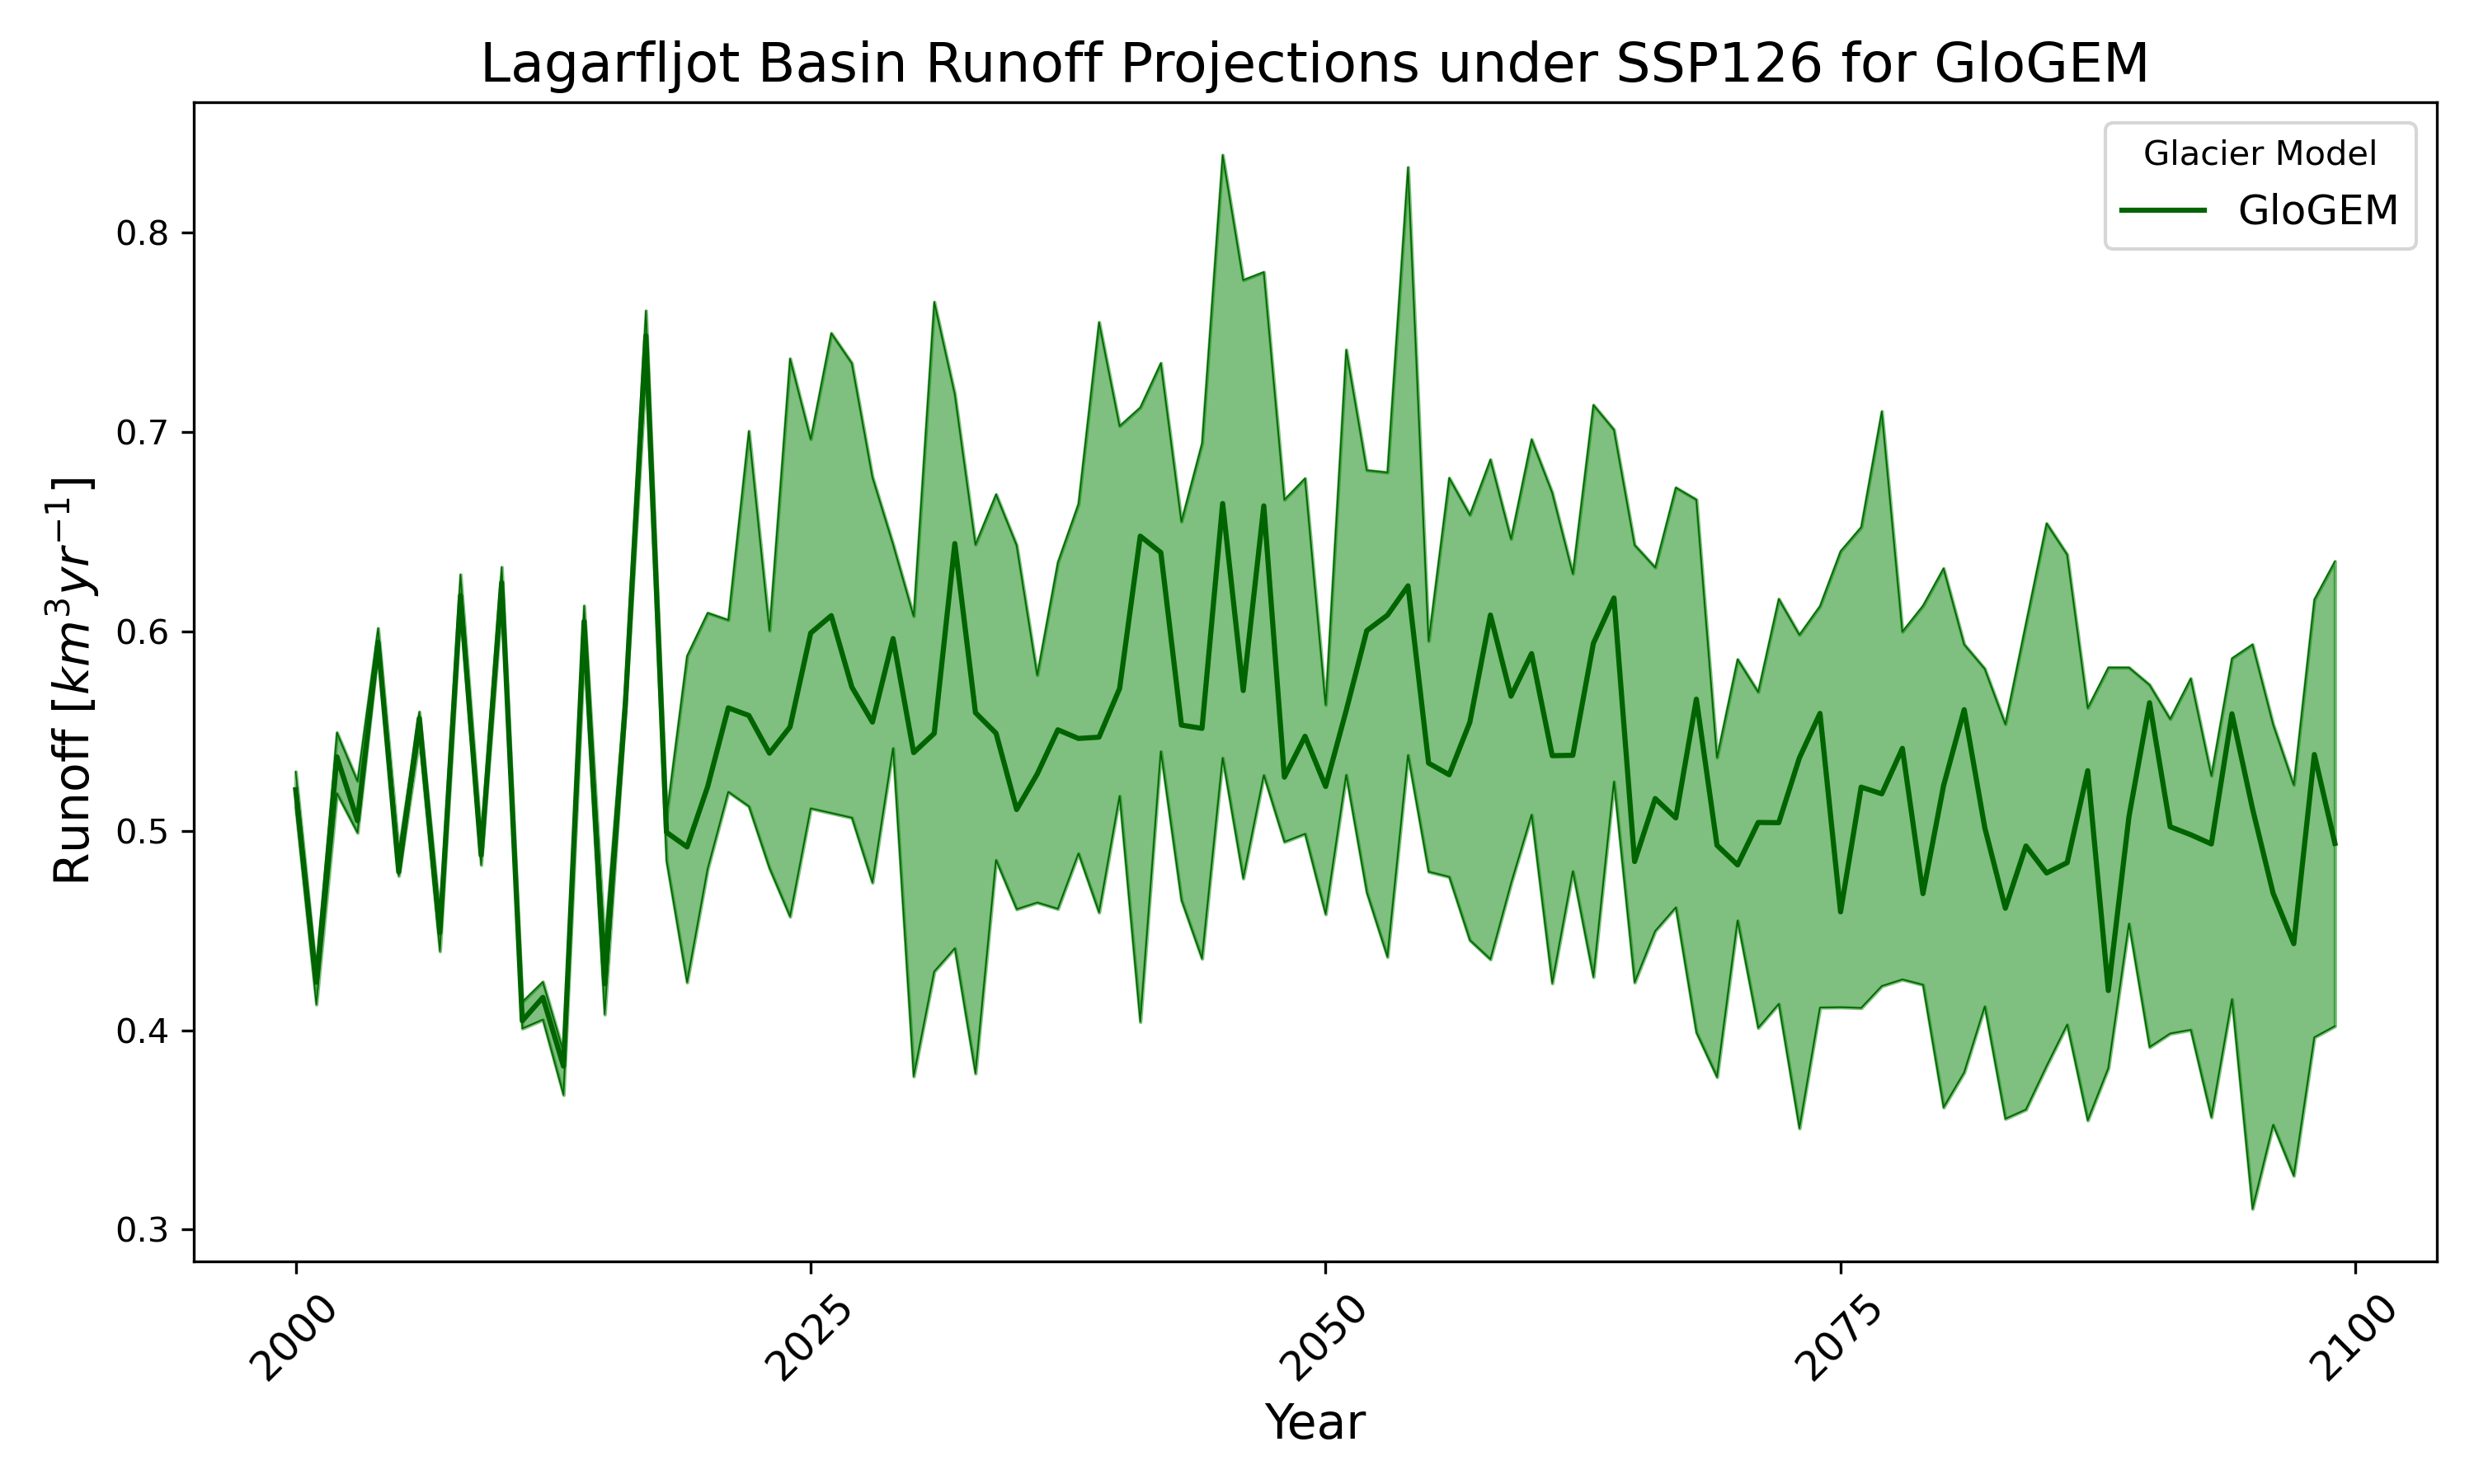 Lagarfljot Basin Runoff Projections under SSP126 for GloGEM
Glacier Model
GloGEM
Runoff [km³yr⁻¹]
0.8
0.7
0.6
0.5
0.4
0.3
2000
2025
2050
2075
2100
Year